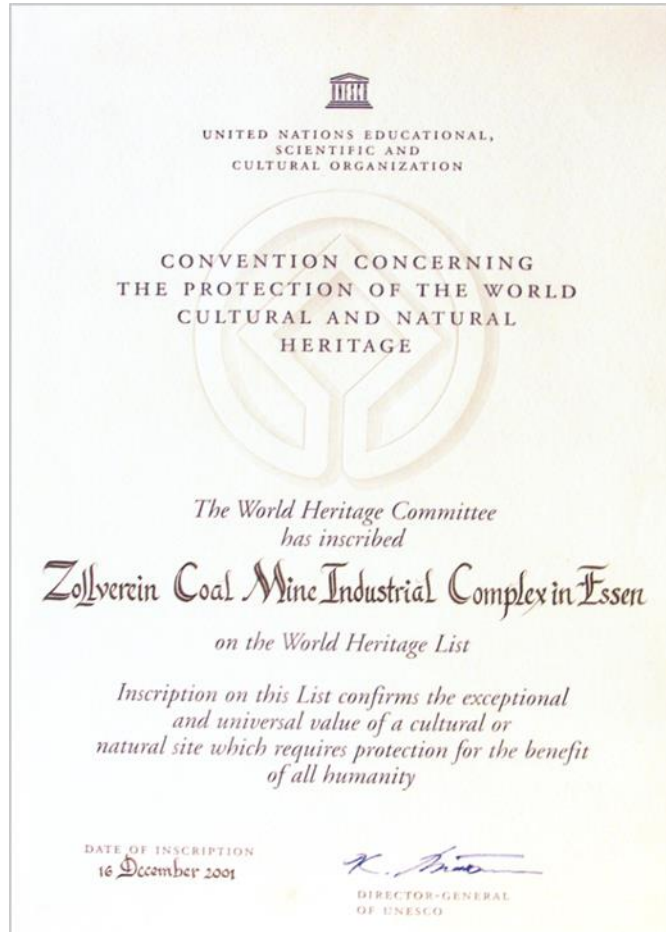 UNESCO
UNITED NATIONS EDUCATIONAL,
SCIENTIFIC AND
CULTURAL ORGANIZATION
CONVENTION CONCERNING
THE PROTECTION OF THE WORLD
CULTURAL AND NATURAL
HERITAGE
The World Heritage Committee
has inscribed
Zollverein Coal Mine Industrial Complex in Essen
on the World Heritage List
Inscription on this List confirms the exceptional
and universal value of a cultural or
natural site which requires protection for the benefit
of all humanity
DATE OF INSCRIPTION
16 December 2001
DIRECTOR-GENERAL
OF UNESCO